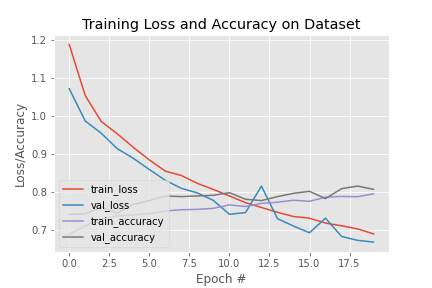 Training Loss and Accuracy on Dataset
Loss/Accuracy
1.2
1.1
1.0
0.9
0.8
0.7
train_loss
val_loss
train_accuracy
val_accuracy
0.0 2.5 5.0 7.5 10.0 12.5 15.0 17.5
Epoch #